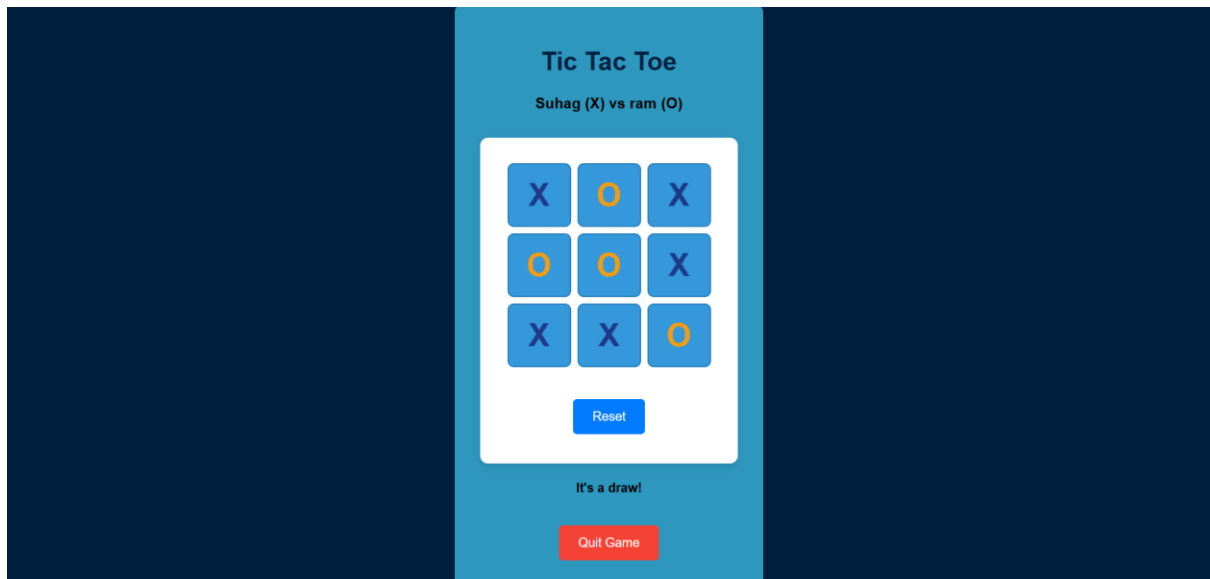 Tic Tac Toe
Suhag (X) vs ram (O)
X O X
O O X
X X O
Reset
It's a draw!
Quit Game